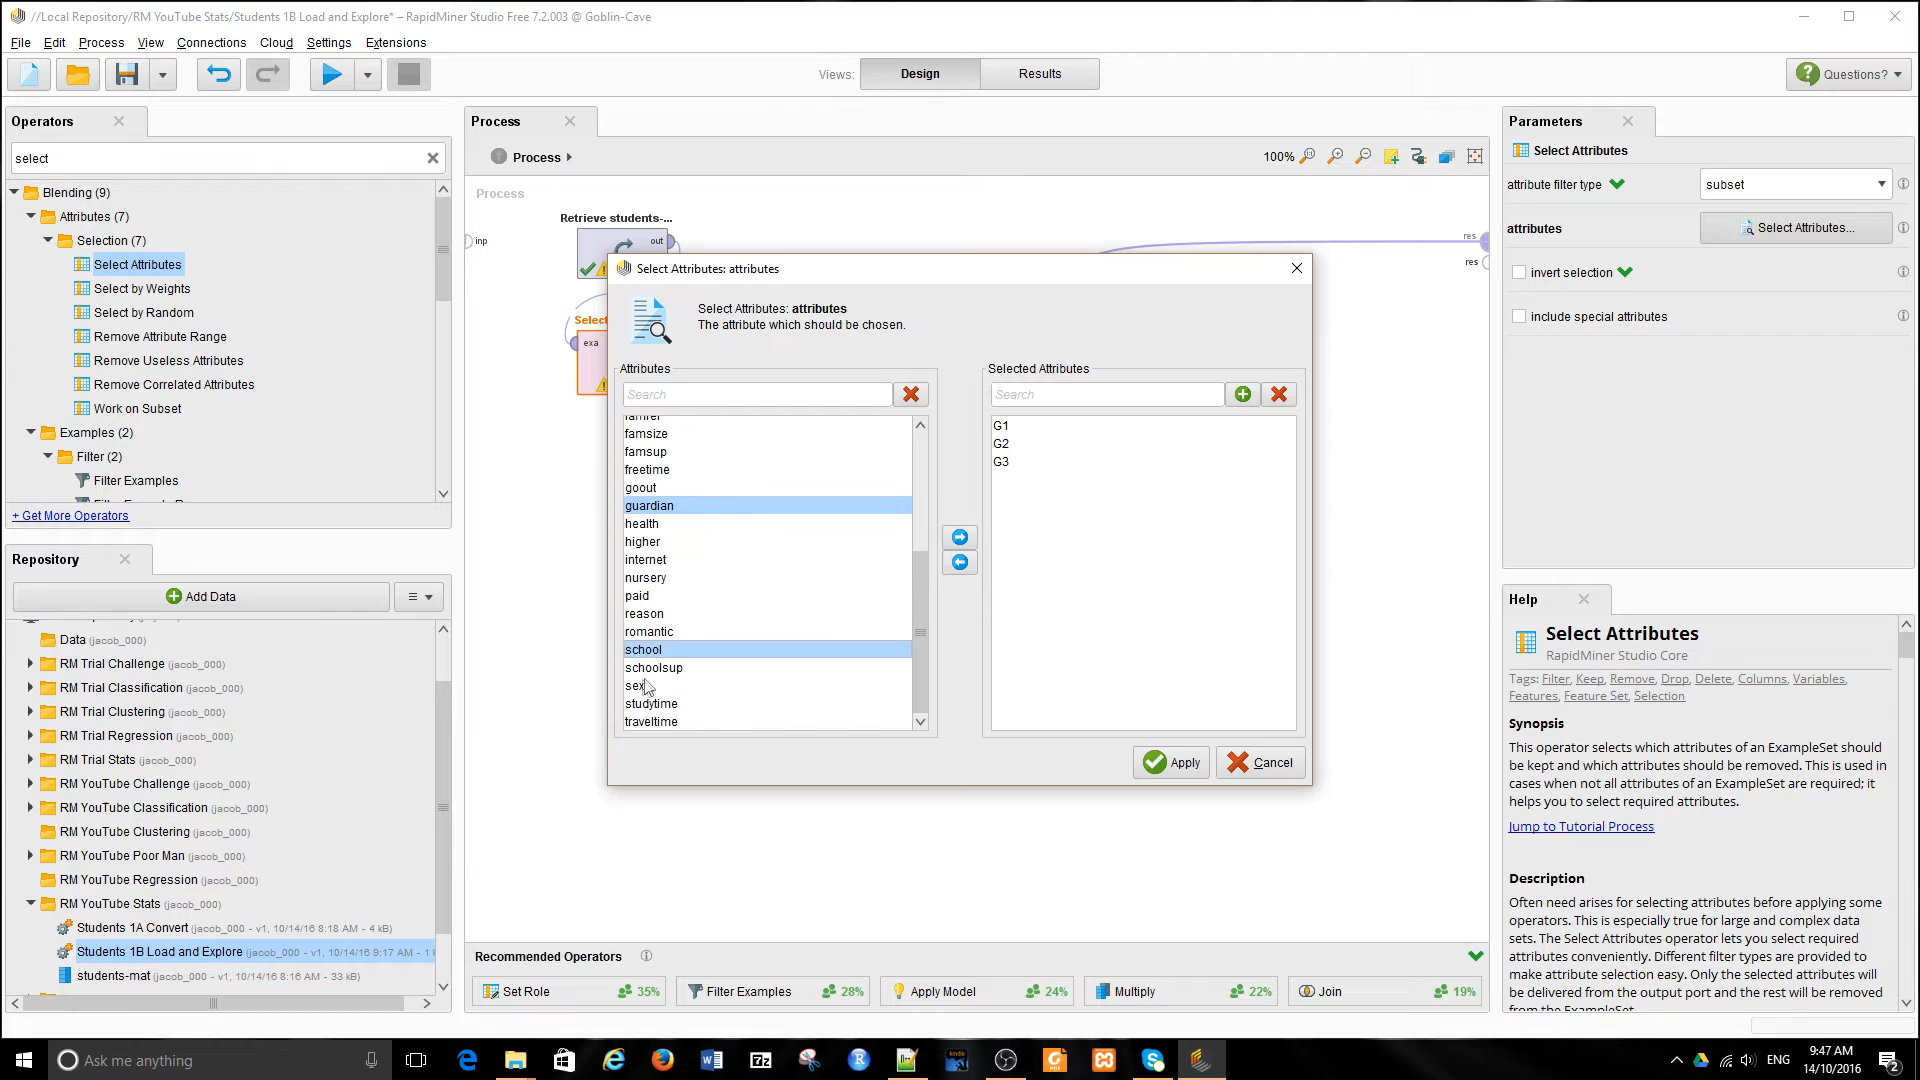 //Local Repository/RM YouTube Stats/Students 1B Load and Explore* – RapidMiner Studio Free 7.2.003 @ Goblin-Cave
File Edit Process View Connections Cloud Settings Extensions
Views: Design Results Questions?
Operators
select
Blending (9)
Attributes (7)
Selection (7)
Select Attributes
Select by Weights
Select by Random
Remove Attribute Range
Remove Useless Attributes
Remove Correlated Attributes
Work on Subset
Examples (2)
Filter (2)
Filter Examples
+ Get More Operators
Repository
Add Data
Data (jacob_000)
RM Trial Challenge (jacob_000)
RM Trial Classification (jacob_000)
RM Trial Clustering (jacob_000)
RM Trial Regression (jacob_000)
RM Trial Stats (jacob_000)
RM YouTube Challenge (jacob_000)
RM YouTube Classification (jacob_000)
RM YouTube Clustering (jacob_000)
RM YouTube Poor Man (jacob_000)
RM YouTube Regression (jacob_000)
RM YouTube Stats (jacob_000)
Students 1A Convert (jacob_000 - v1, 10/14/16 8:18 AM - 4 kB)
Students 1B Load and Explore (jacob_000 - v1, 10/14/16 9:17 AM - 1 k
students-mat (jacob_000 - v1, 10/14/16 8:16 AM - 33 kB)
Process
Process
100%
Process
Retrieve students-...
inp
out
res
res
Select
exa
Select Attributes: attributes
Select Attributes: attributes
The attribute which should be chosen.
Attributes
Search
famrel
famsize
famsup
freetime
goout
guardian
health
higher
internet
nursery
paid
reason
romantic
school
schoolsup
sex
studytime
traveltime
Selected Attributes
Search
G1
G2
G3
Apply
Cancel
Recommended Operators
Set Role 35%
Filter Examples 28%
Apply Model 24%
Multiply 22%
Join 19%
Parameters
Select Attributes
attribute filter type subset
attributes Select Attributes...
invert selection
include special attributes
Help
Select Attributes
RapidMiner Studio Core
Tags: Filter, Keep, Remove, Drop, Delete, Columns, Variables,
Features, Feature Set, Selection
Synopsis
This operator selects which attributes of an ExampleSet should
be kept and which attributes should be removed. This is used in
cases when not all attributes of an ExampleSet are required; it
helps you to select required attributes.
Jump to Tutorial Process
Description
Often need arises for selecting attributes before applying some
operators. This is especially true for large and complex data
sets. The Select Attributes operator lets you select required
attributes conveniently. Different filter types are provided to
make attribute selection easy. Only the selected attributes will
be delivered from the output port and the rest will be removed
from the ExampleSet.
Ask me anything
7z
R
kindle
PDF
ENG
9:47 AM
14/10/2016
2